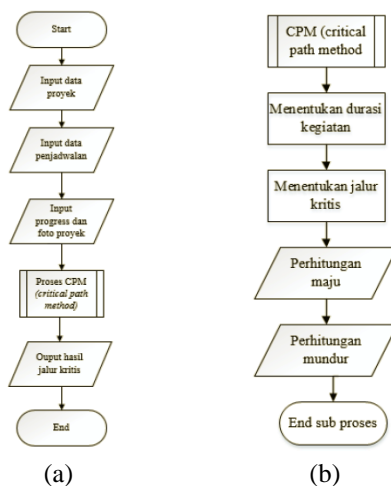 Start
Input data
proyek
Input data
penjadwalan
Input
progress dan
foto proyek
Proses CPM
(critical path
method)
Ouput hasil
jalur kritis
End
(a)
CPM (critical
path method
Menentukan durasi
kegiatan
Menentukan jalur
kritis
Perhitungan
maju
Perhitungan
mundur
End sub proses
(b)